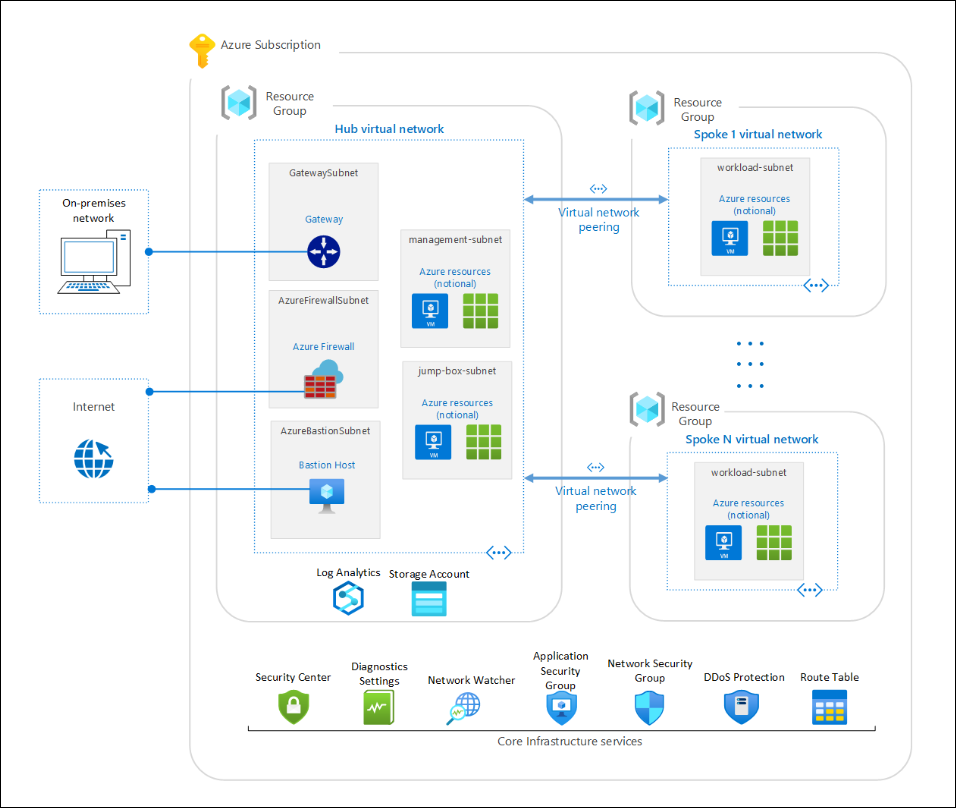 Azure Subscription
Resource
Group
Hub virtual network
GatewaySubnet
Gateway
AzureFirewallSubnet
Azure Firewall
AzureBastionSubnet
Bastion Host
management-subnet
Azure resources
(notional)
VM
jump-box-subnet
Azure resources
(notional)
VM
Log Analytics
Storage Account
On-premises
network
Internet
Virtual network
peering
Virtual network
peering
Resource
Group
Spoke 1 virtual network
workload-subnet
Azure resources
(notional)
VM
Resource
Group
Spoke N virtual network
workload-subnet
Azure resources
(notional)
VM
Security Center
Diagnostics
Settings
Network Watcher
Application
Security
Group
Network Security
Group
DDoS Protection
Route Table
Core Infrastructure services